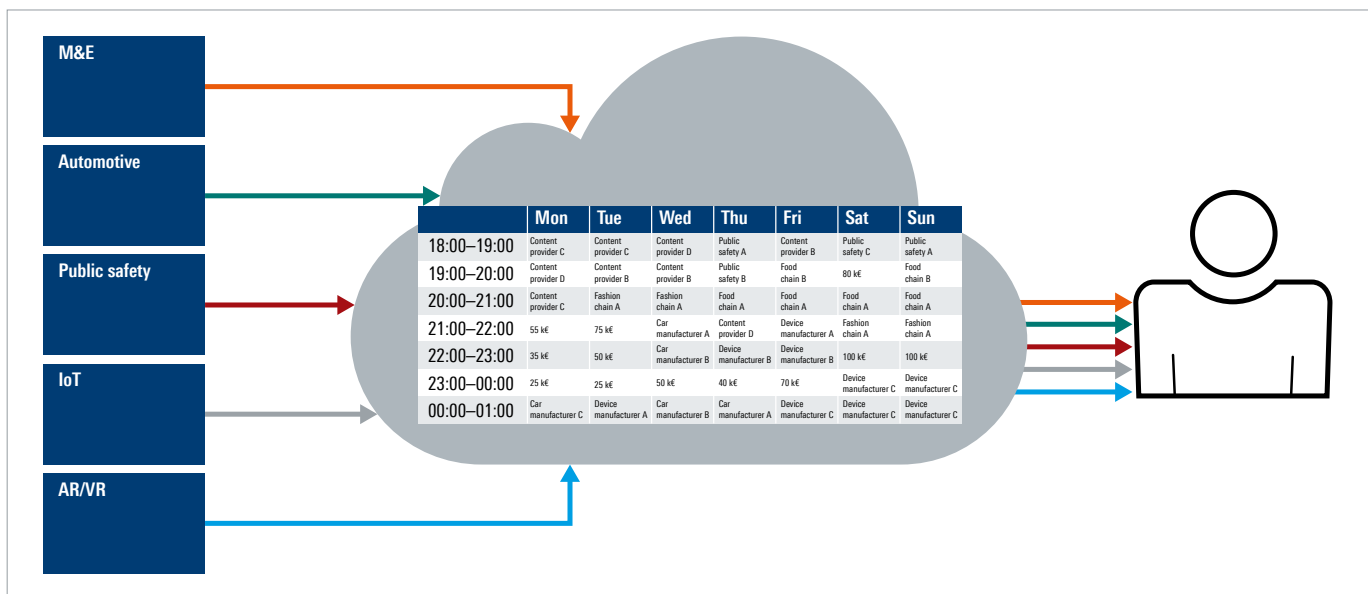 M&E
Automotive
Public safety
IoT
AR/VR
Mon Tue Wed Thu Fri Sat Sun
18:00–19:00 Content provider C Content provider C Content provider D Public safety A Content provider B Public safety C Public safety A
19:00–20:00 Content provider D Content provider B Content provider B Public safety B Food chain B 80 k€ Food chain B
20:00–21:00 Content provider C Fashion chain A Fashion chain A Food chain A Food chain A Food chain A Food chain A
21:00–22:00 55 k€ 75 k€ Car manufacturer A Content provider D Device manufacturer A Fashion chain A Fashion chain A
22:00–23:00 35 k€ 50 k€ Car manufacturer B Device manufacturer B Device manufacturer B 100 k€ 100 k€
23:00–00:00 25 k€ 25 k€ 50 k€ 40 k€ 70 k€ Device manufacturer C Device manufacturer C
00:00–01:00 Car manufacturer C Device manufacturer A Car manufacturer B Car manufacturer A Device manufacturer C Device manufacturer C Device manufacturer C